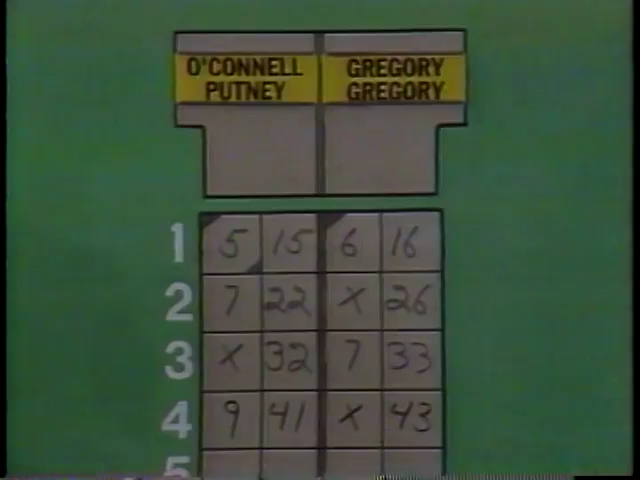 O'CONNELL GREGORY
PUTNEY GREGORY
1 5 15 6 16
2 7 22 X 26
3 X 32 7 33
4 9 41 X 43
5